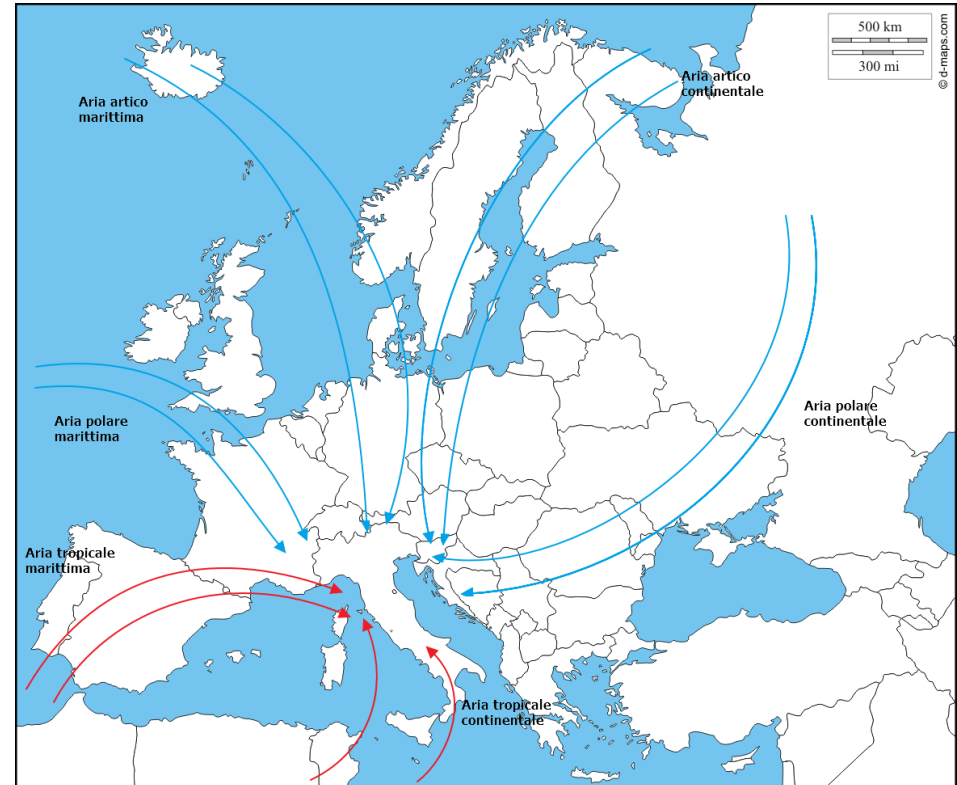 500 km
300 mi
© d-maps.com
Aria artico
marittima
Aria artico
continentale
Aria polare
marittima
Aria polare
continentale
Aria tropicale
marittima
Aria tropicale
continentale